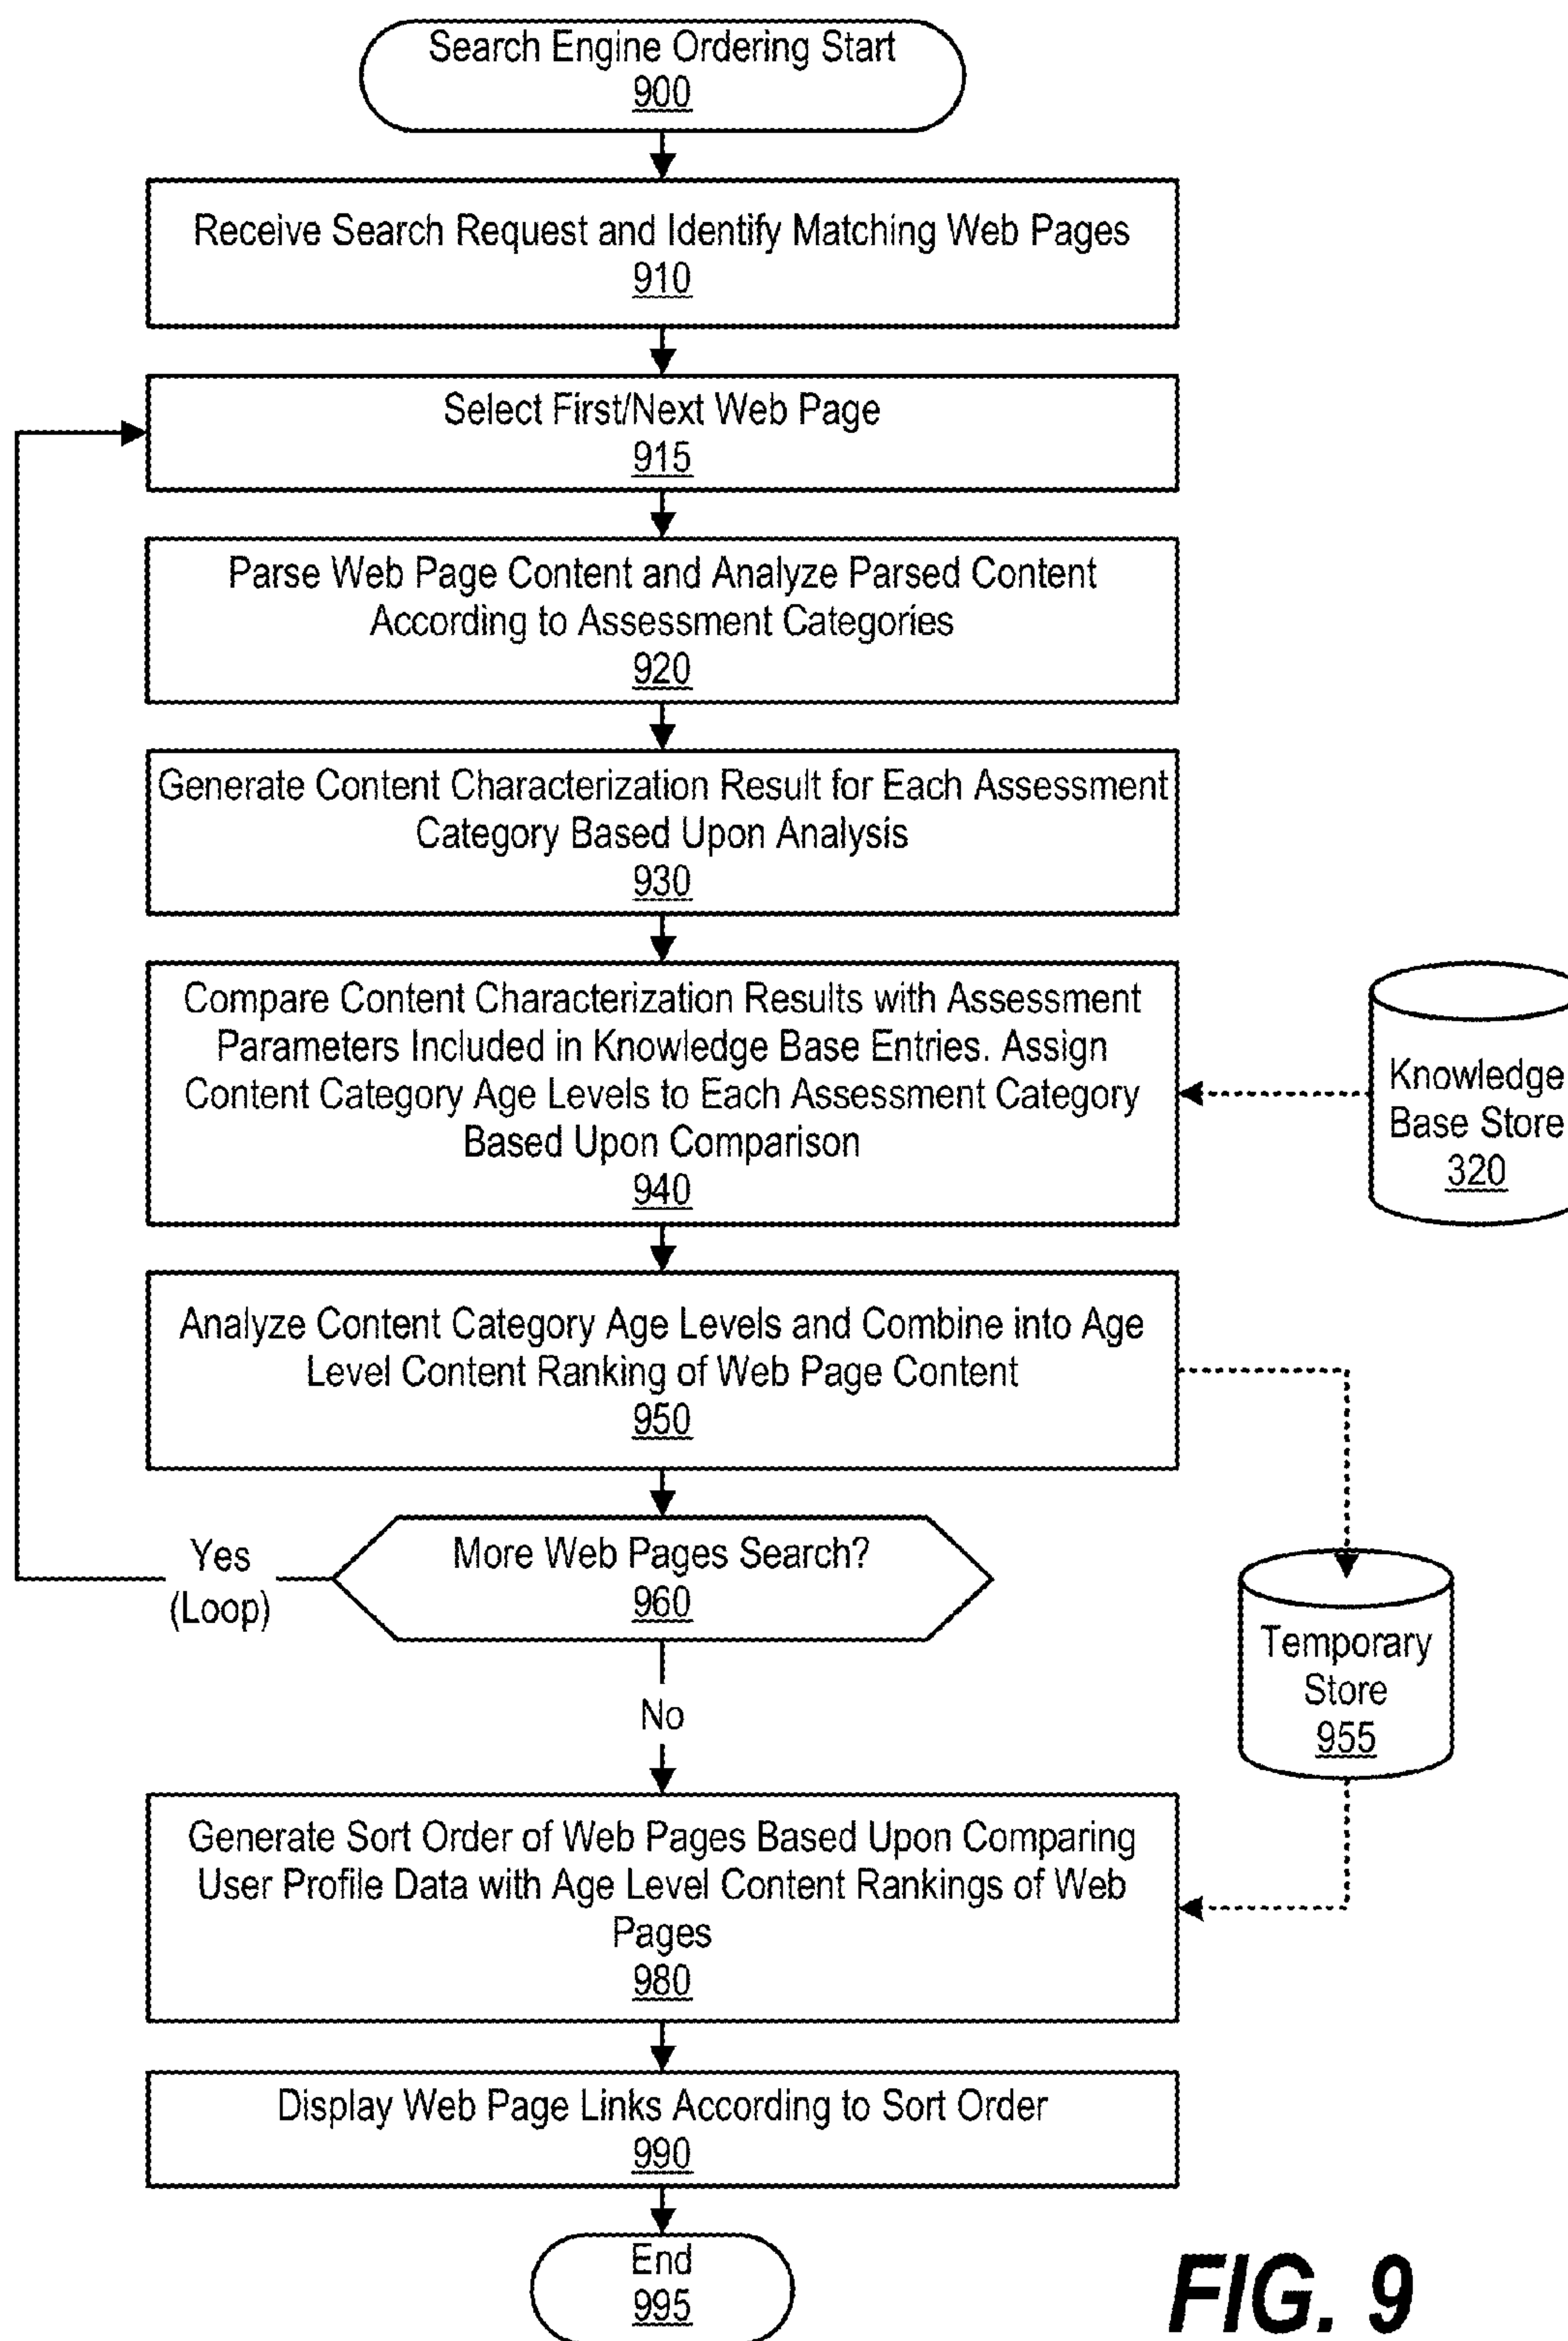 Search Engine Ordering Start
900
Receive Search Request and Identify Matching Web Pages
910
Select First/Next Web Page
915
Parse Web Page Content and Analyze Parsed Content
According to Assessment Categories
920
Generate Content Characterization Result for Each Assessment
Category Based Upon Analysis
930
Compare Content Characterization Results with Assessment
Parameters Included in Knowledge Base Entries. Assign
Content Category Age Levels to Each Assessment Category
Based Upon Comparison
940
Knowledge
Base Store
320
Analyze Content Category Age Levels and Combine into Age
Level Content Ranking of Web Page Content
950
More Web Pages Search?
960
Yes
(Loop)
No
Temporary
Store
955
Generate Sort Order of Web Pages Based Upon Comparing
User Profile Data with Age Level Content Rankings of Web
Pages
980
Display Web Page Links According to Sort Order
990
End
995
FIG. 9